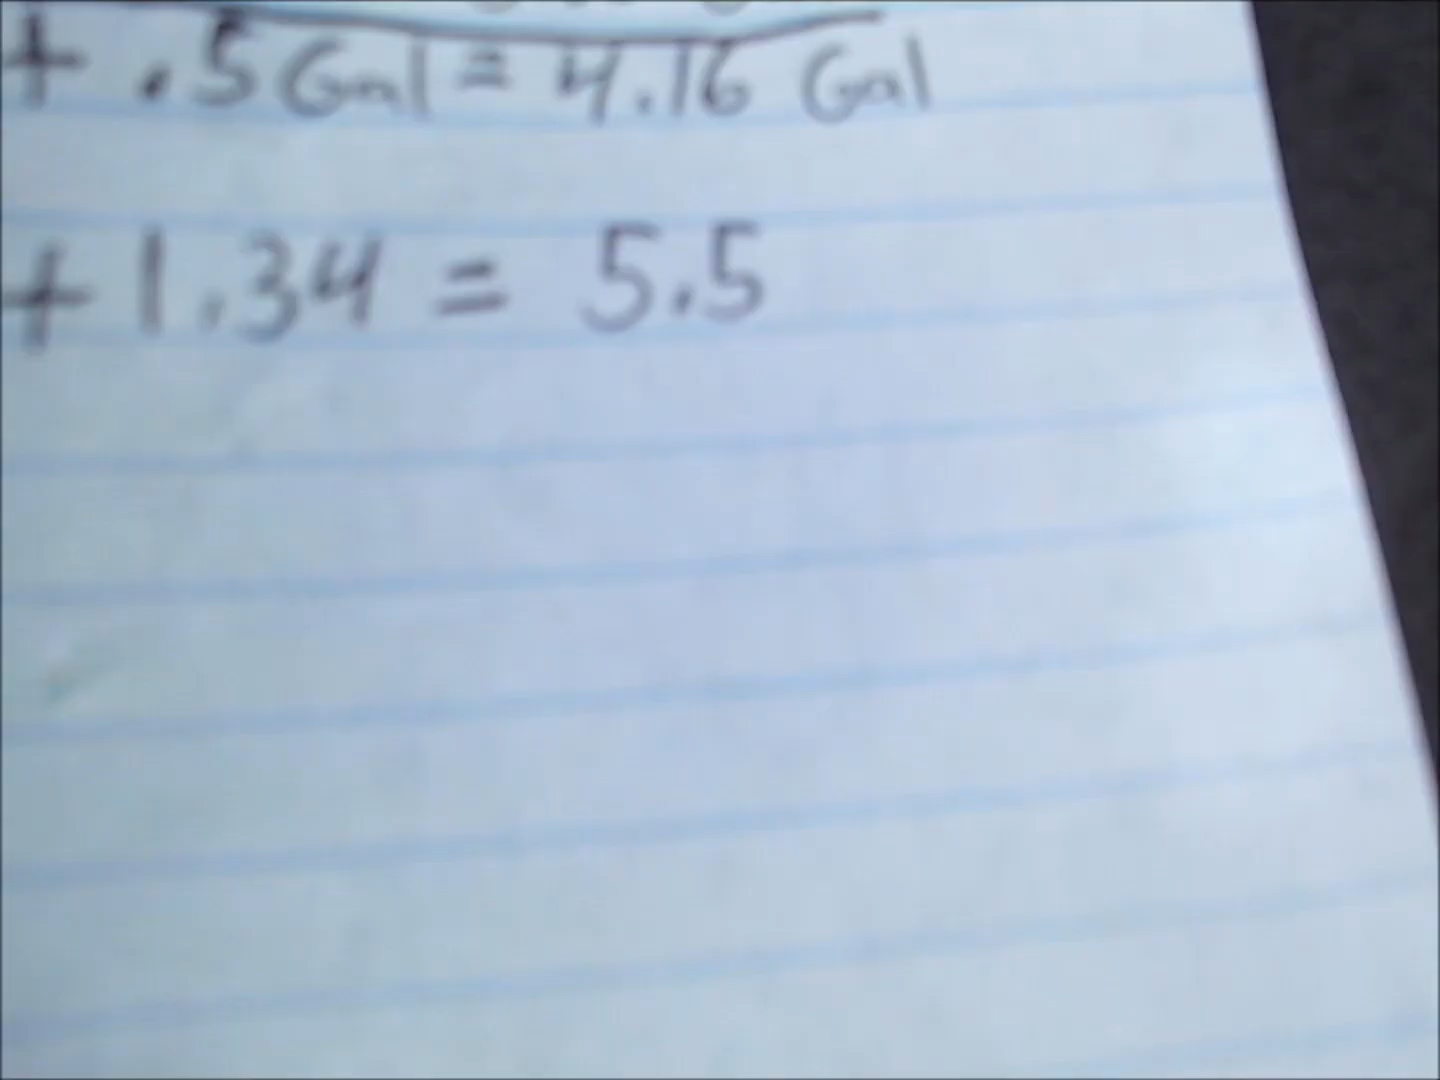 + .5 Gal = 4.16 Gal
+ 1.34 = 5.5